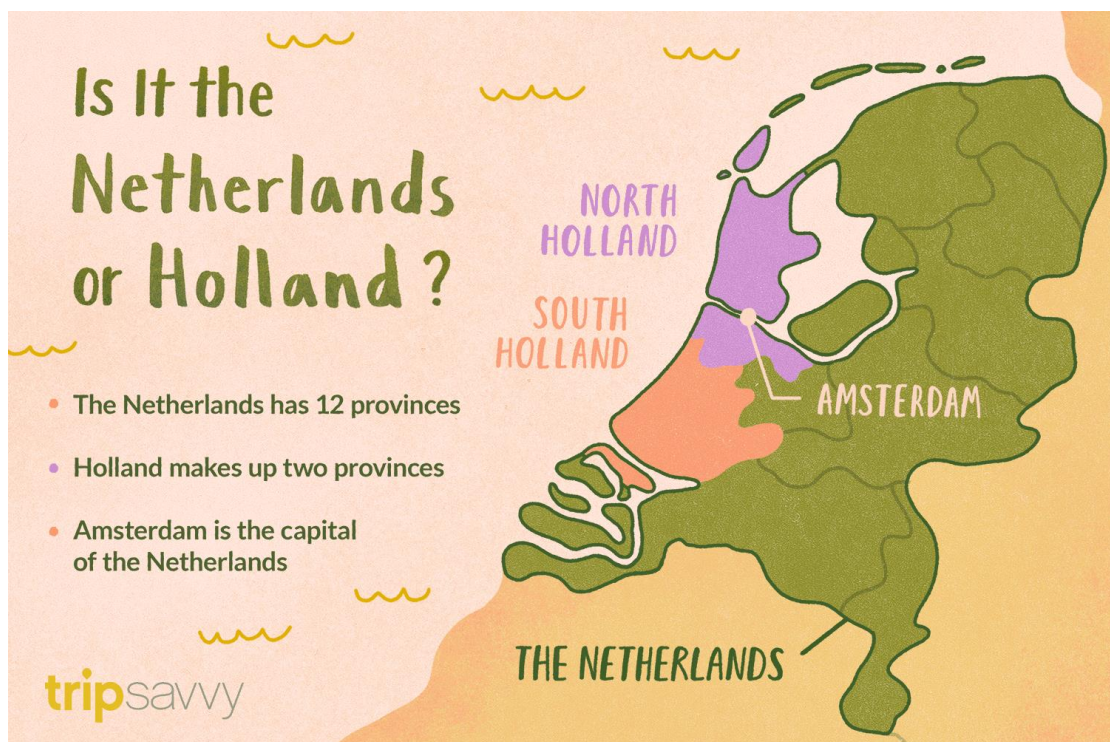 Is It the
Netherlands
or Holland ?
The Netherlands has 12 provinces
Holland makes up two provinces
Amsterdam is the capital
of the Netherlands
tripsavvy
NORTH
HOLLAND
SOUTH
HOLLAND
AMSTERDAM
THE NETHERLANDS